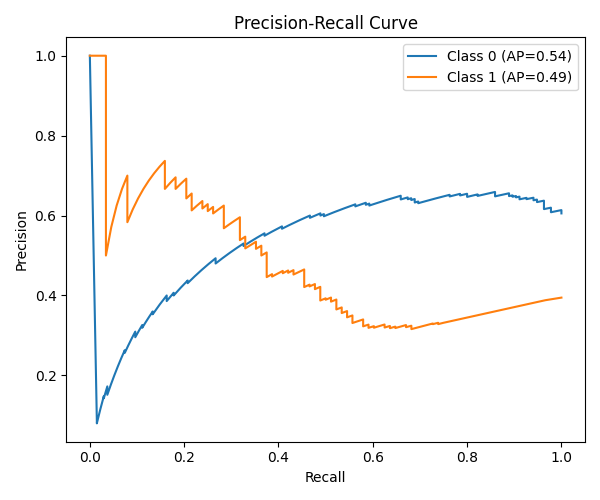 Precision-Recall Curve
Class 0 (AP=0.54)
Class 1 (AP=0.49)
Precision
1.0
0.8
0.6
0.4
0.2
0.0 0.2 0.4 0.6 0.8 1.0
Recall